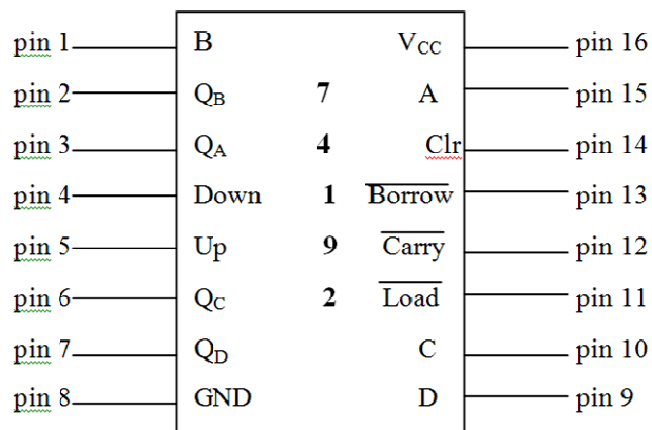 pin 1 B V̅CC pin 16
pin 2 QB 7 A pin 15
pin 3 QA 4 Clr pin 14
pin 4 Down 1 Borrow pin 13
pin 5 Up 9 Carry pin 12
pin 6 QC 2 Load pin 11
pin 7 QD C pin 10
pin 8 GND D pin 9